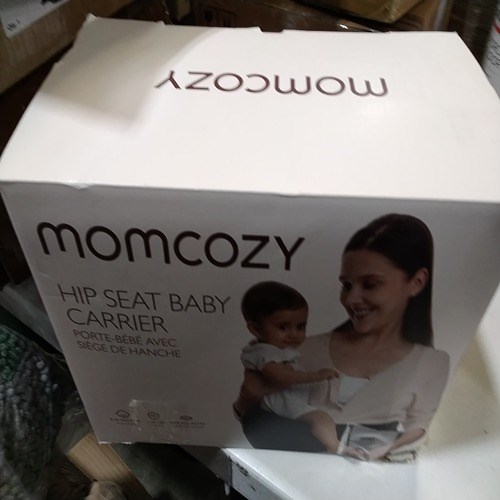 momcozy
momcozy
HIP SEAT BABY
CARRIER
PORTE-BÉBÉ AVEC
SIÈGE DE HANCHE